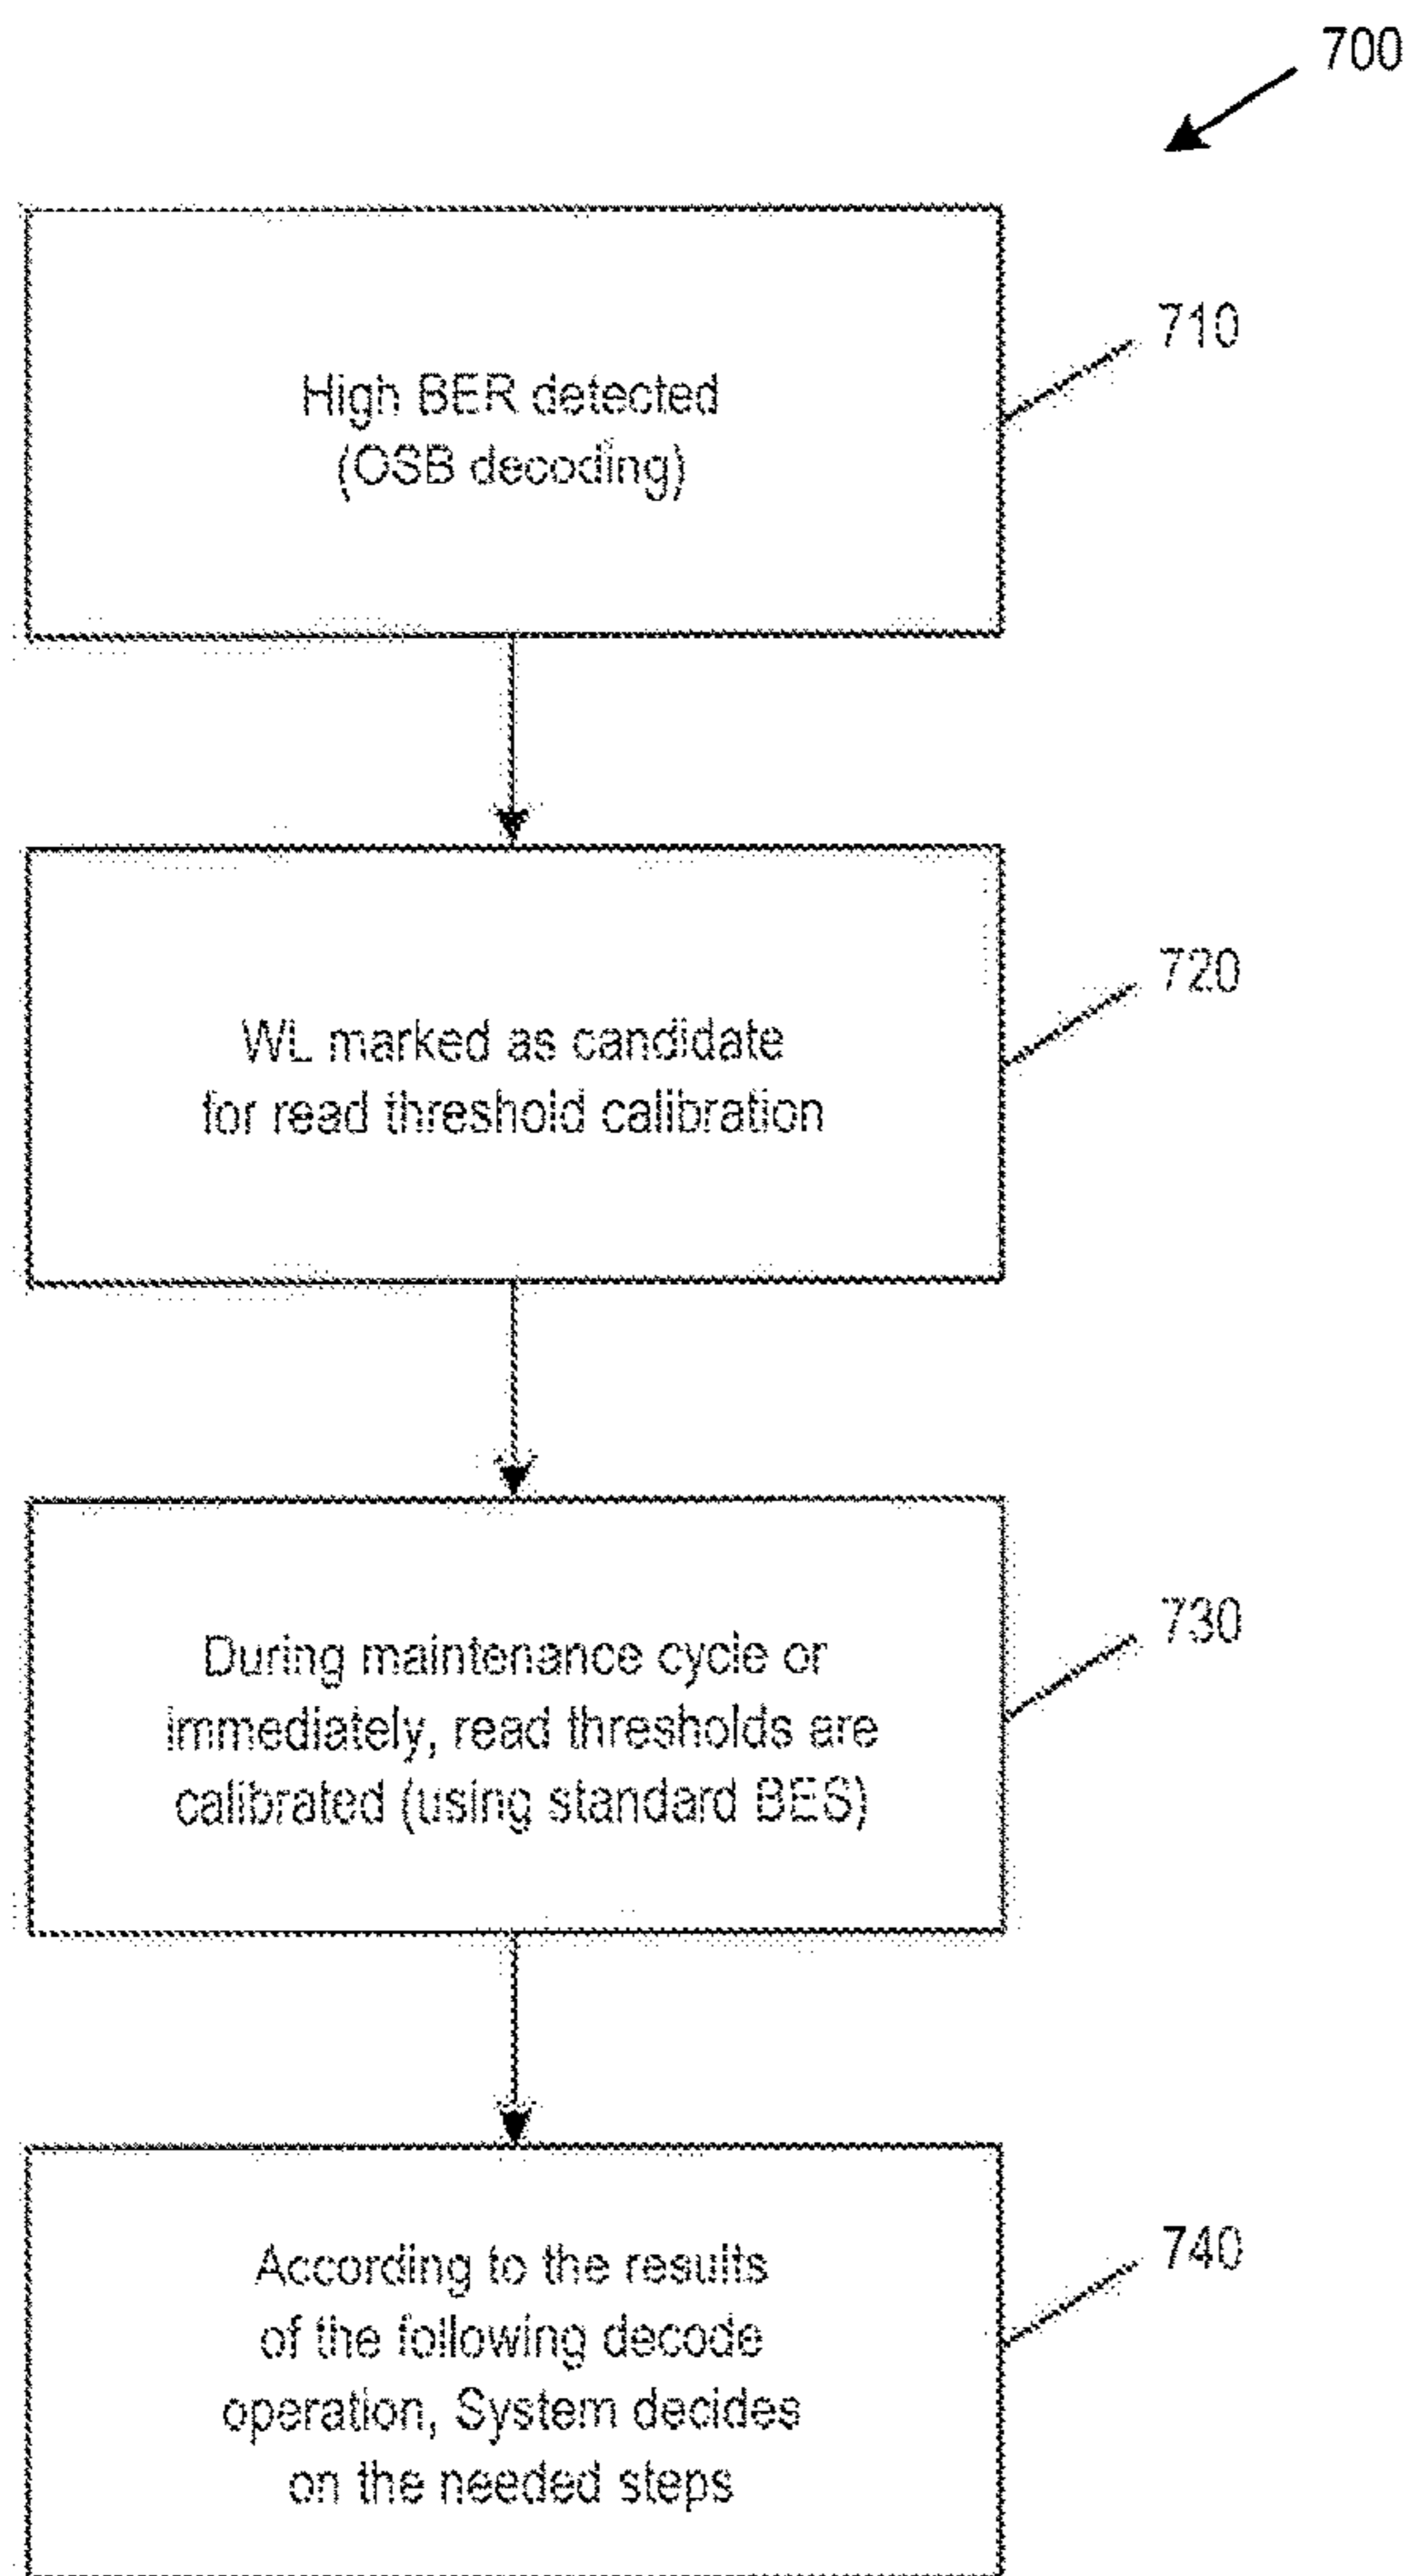 700
High BER detected
(OSB decoding)
710
WL marked as candidate
for read threshold calibration
720
During maintenance cycle or
immediately, read thresholds are
calibrated (using standard BES)
730
According to the results
of the following decode
operation, System decides
on the needed steps
740